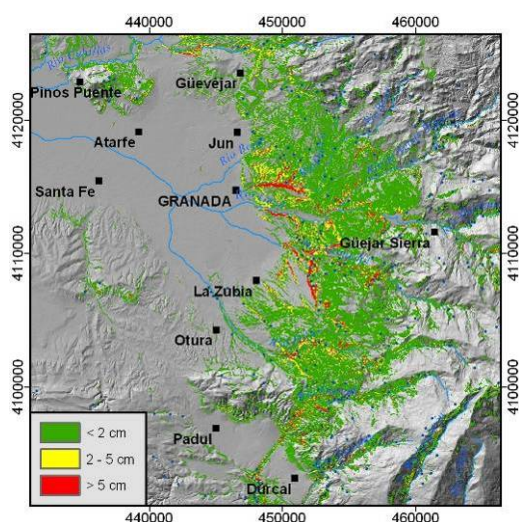 440000 450000 460000
Güevéjar
Pinos Puente
4120000 4120000
Atarfe Jun
Santa Fe
GRANADA
Güejar Sierra
4110000 4110000
La Zubia
Otura
4100000 4100000
< 2 cm
2 - 5 cm
> 5 cm
Padul
Dúrcal
440000 450000 460000